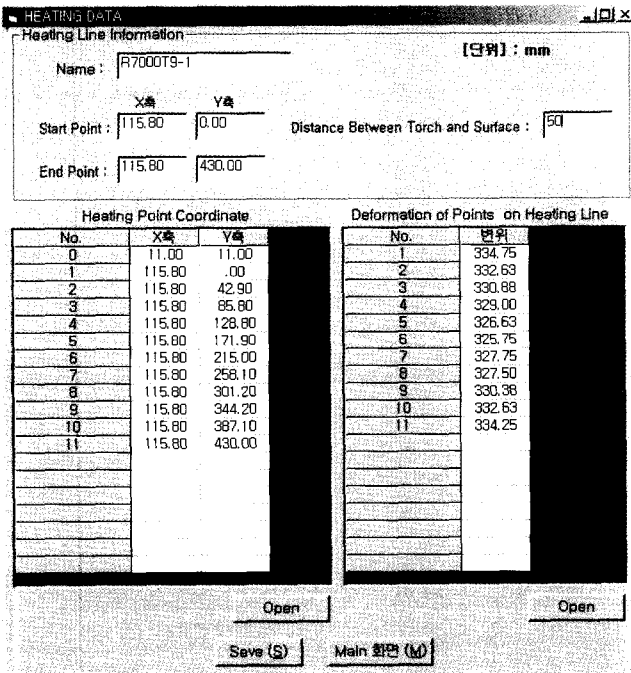 HEATING DATA
Heating Line Information
[단위] : mm
Name : R7000T9-1
X축 Y축
Start Point : 115.80 0.00 Distance Between Torch and Surface : 50
End Point : 115.80 430.00
Heating Point Coordinate
No. X축 Y축
0 11.00 11.00
1 115.80 .00
2 115.80 42.90
3 115.80 85.80
4 115.80 128.80
5 115.80 171.90
6 115.80 215.00
7 115.80 258.10
8 115.80 301.20
9 115.80 344.20
10 115.80 387.10
11 115.80 430.00
Open
Deformation of Points on Heating Line
No. 변위
1 334.75
2 332.63
3 330.88
4 329.00
5 326.63
6 325.75
7 327.75
8 327.50
9 330.38
10 332.63
11 334.25
Open
Save (S) Main 화면 (M)